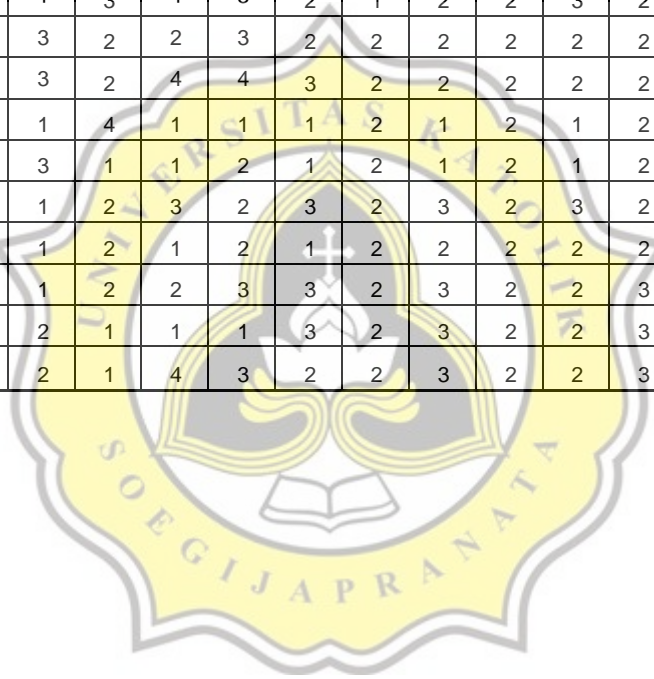 3 2 2 3 2 2 2 2 2 2
3 2 4 4 3 2 2 2 2 2
1 4 1 1 1 2 1 2 1 2
3 1 1 2 1 2 1 2 1 2
1 2 3 2 3 2 3 2 3 2
1 2 1 2 1 2 2 2 2 2
1 2 2 3 3 2 3 2 2 3
2 1 1 1 3 2 3 2 2 3
2 1 4 3 2 2 3 2 2 3
UNIVERSITAS KATOLIK
SOEGIJAPRANATA